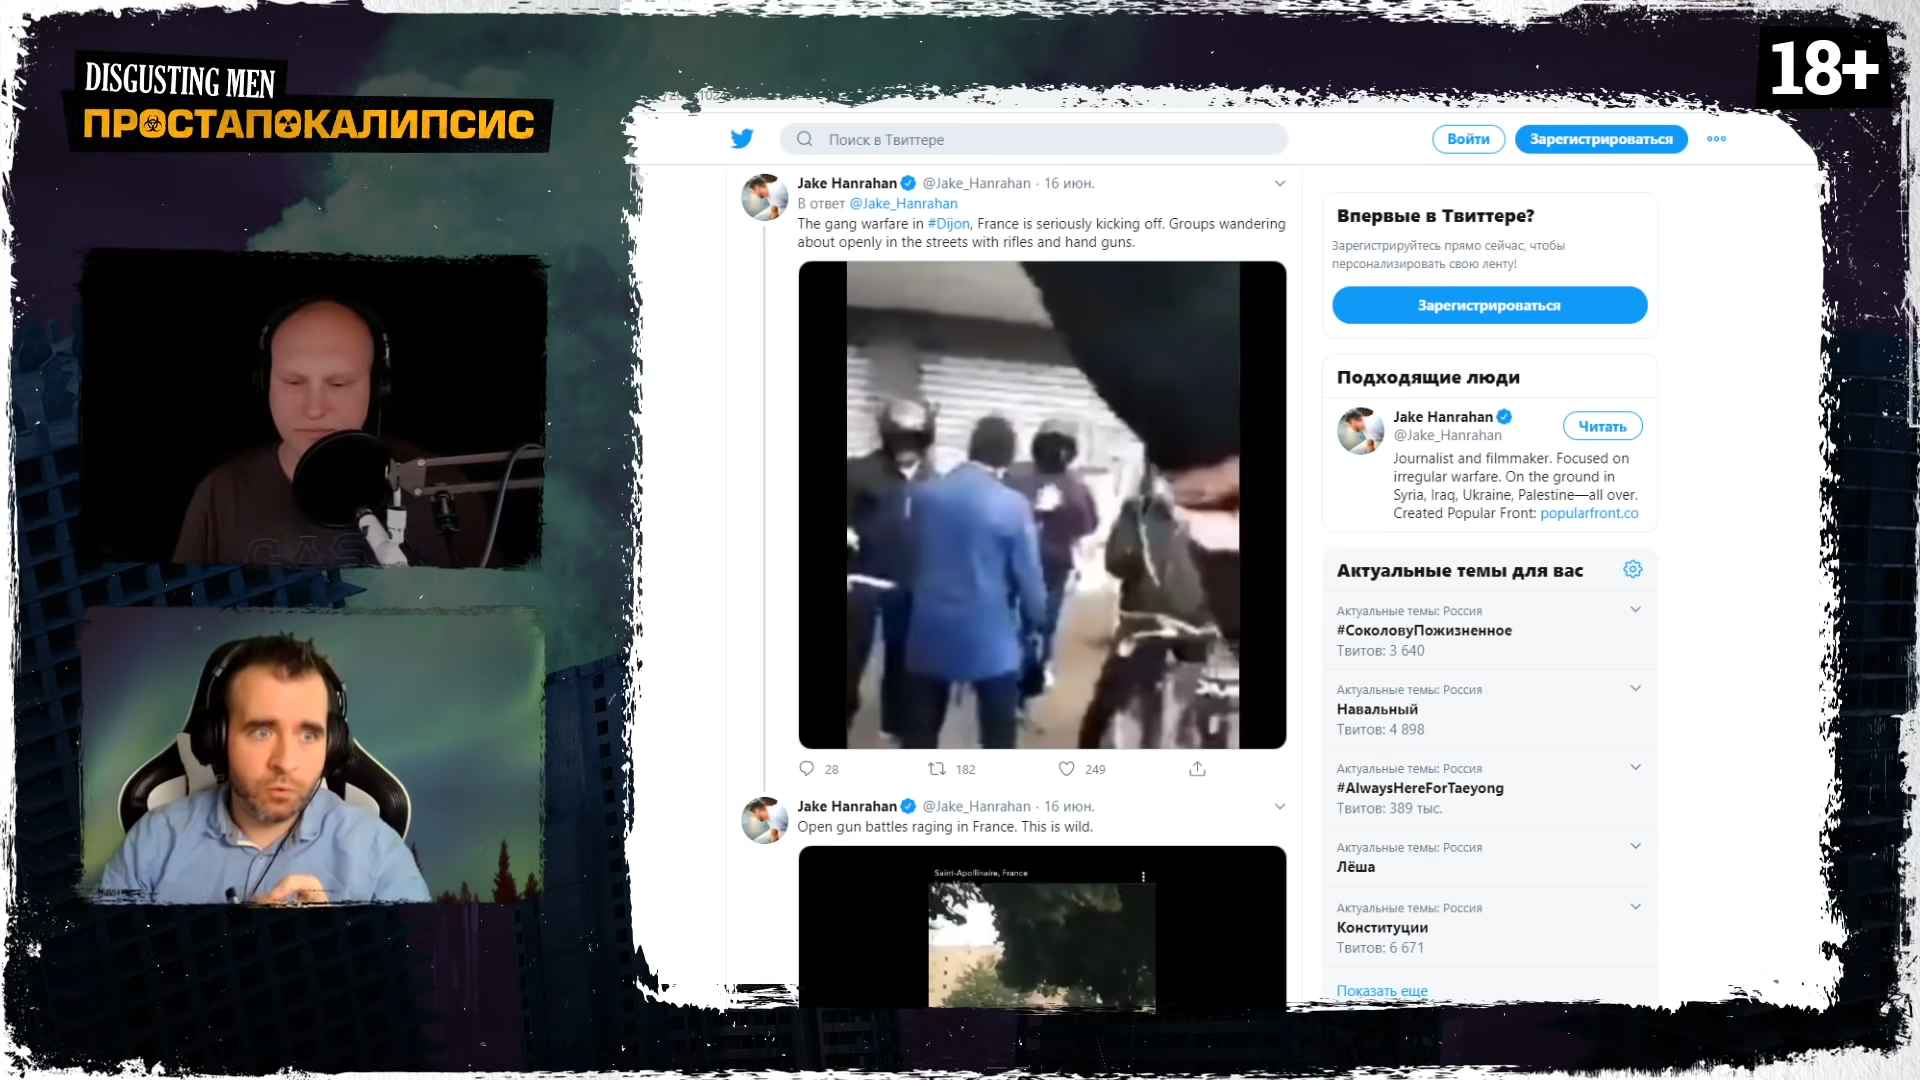 DISGUSTING MEN
ПРОСТАПОКАЛИПСИС
18+
Поиск в Твиттере
Войти
Зарегистрироваться
Jake Hanrahan @Jake_Hanrahan · 16 июн.
В ответ @Jake_Hanrahan
The gang warfare in #Dijon, France is seriously kicking off. Groups wandering
about openly in the streets with rifles and hand guns.
28
182
249
Jake Hanrahan @Jake_Hanrahan · 16 июн.
Open gun battles raging in France. This is wild.
Saint-Apollinaire, France
Впервые в Твиттере?
Зарегистрируйтесь прямо сейчас, чтобы
персонализировать свою ленту!
Зарегистрироваться
Подходящие люди
Jake Hanrahan
@Jake_Hanrahan
Читать
Journalist and filmmaker. Focused on
irregular warfare. On the ground in
Syria, Iraq, Ukraine, Palestine—all over.
Created Popular Front: popularfront.co
Актуальные темы для вас
Актуальные темы: Россия
#СоколовуПожизненное
Твитов: 3 640
Актуальные темы: Россия
Навальный
Твитов: 4 898
Актуальные темы: Россия
#AlwaysHereForTaeyong
Твитов: 389 тыс.
Актуальные темы: Россия
Лёша
Актуальные темы: Россия
Конституции
Твитов: 6 671
Показать еще